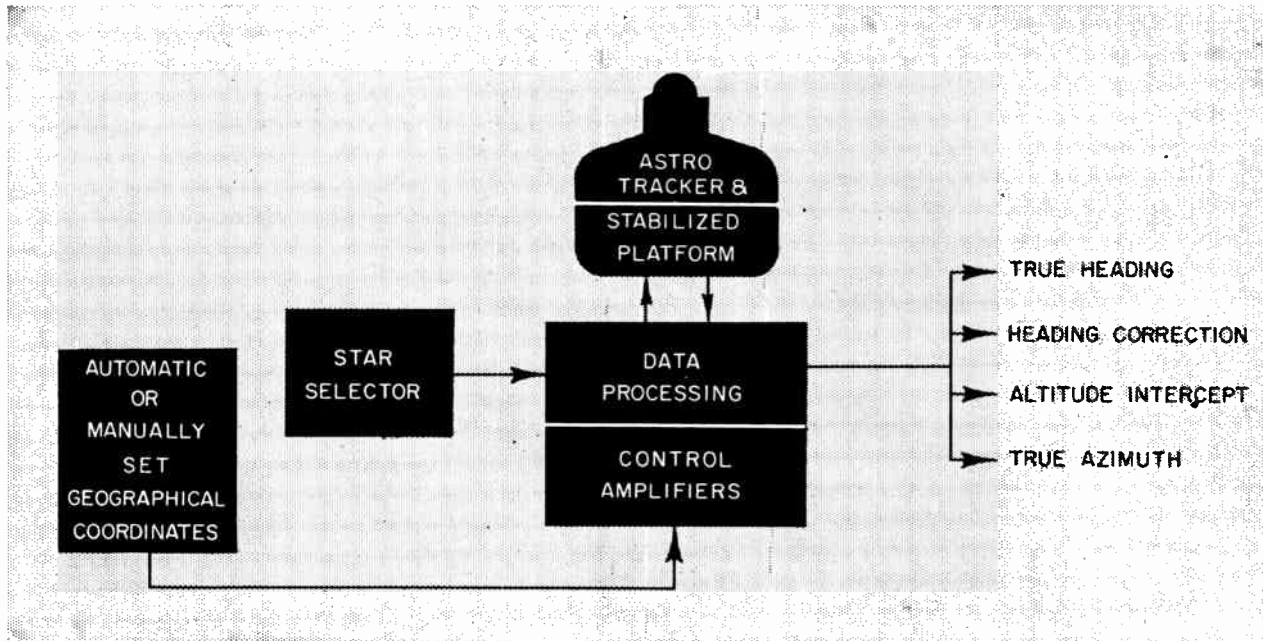 ASTRO
TRACKER &
STABILIZED
PLATFORM
AUTOMATIC
OR
MANUALLY
SET
GEOGRAPHICAL
COORDINATES
STAR
SELECTOR
DATA
PROCESSING
CONTROL
AMPLIFIERS
TRUE HEADING
HEADING CORRECTION
ALTITUDE INTERCEPT
TRUE AZIMUTH